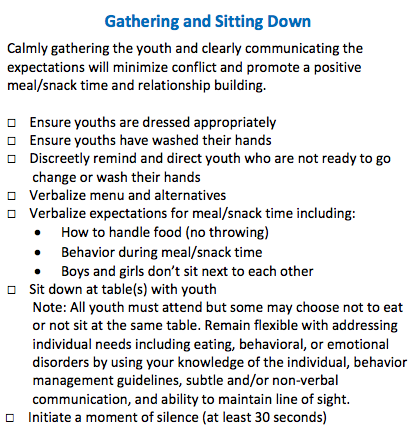 Gathering and Sitting Down
Calmly gathering the youth and clearly communicating the
expectations will minimize conflict and promote a positive
meal/snack time and relationship building.
□ Ensure youths are dressed appropriately
□ Ensure youths have washed their hands
□ Discreetly remind and direct youth who are not ready to go
change or wash their hands
□ Verbalize menu and alternatives
□ Verbalize expectations for meal/snack time including:
• How to handle food (no throwing)
• Behavior during meal/snack time
• Boys and girls don't sit next to each other
□ Sit down at table(s) with youth
Note: All youth must attend but some may choose not to eat
or not sit at the same table. Remain flexible with addressing
individual needs including eating, behavioral, or emotional
disorders by using your knowledge of the individual, behavior
management guidelines, subtle and/or non-verbal
communication, and ability to maintain line of sight.
□ Initiate a moment of silence (at least 30 seconds)